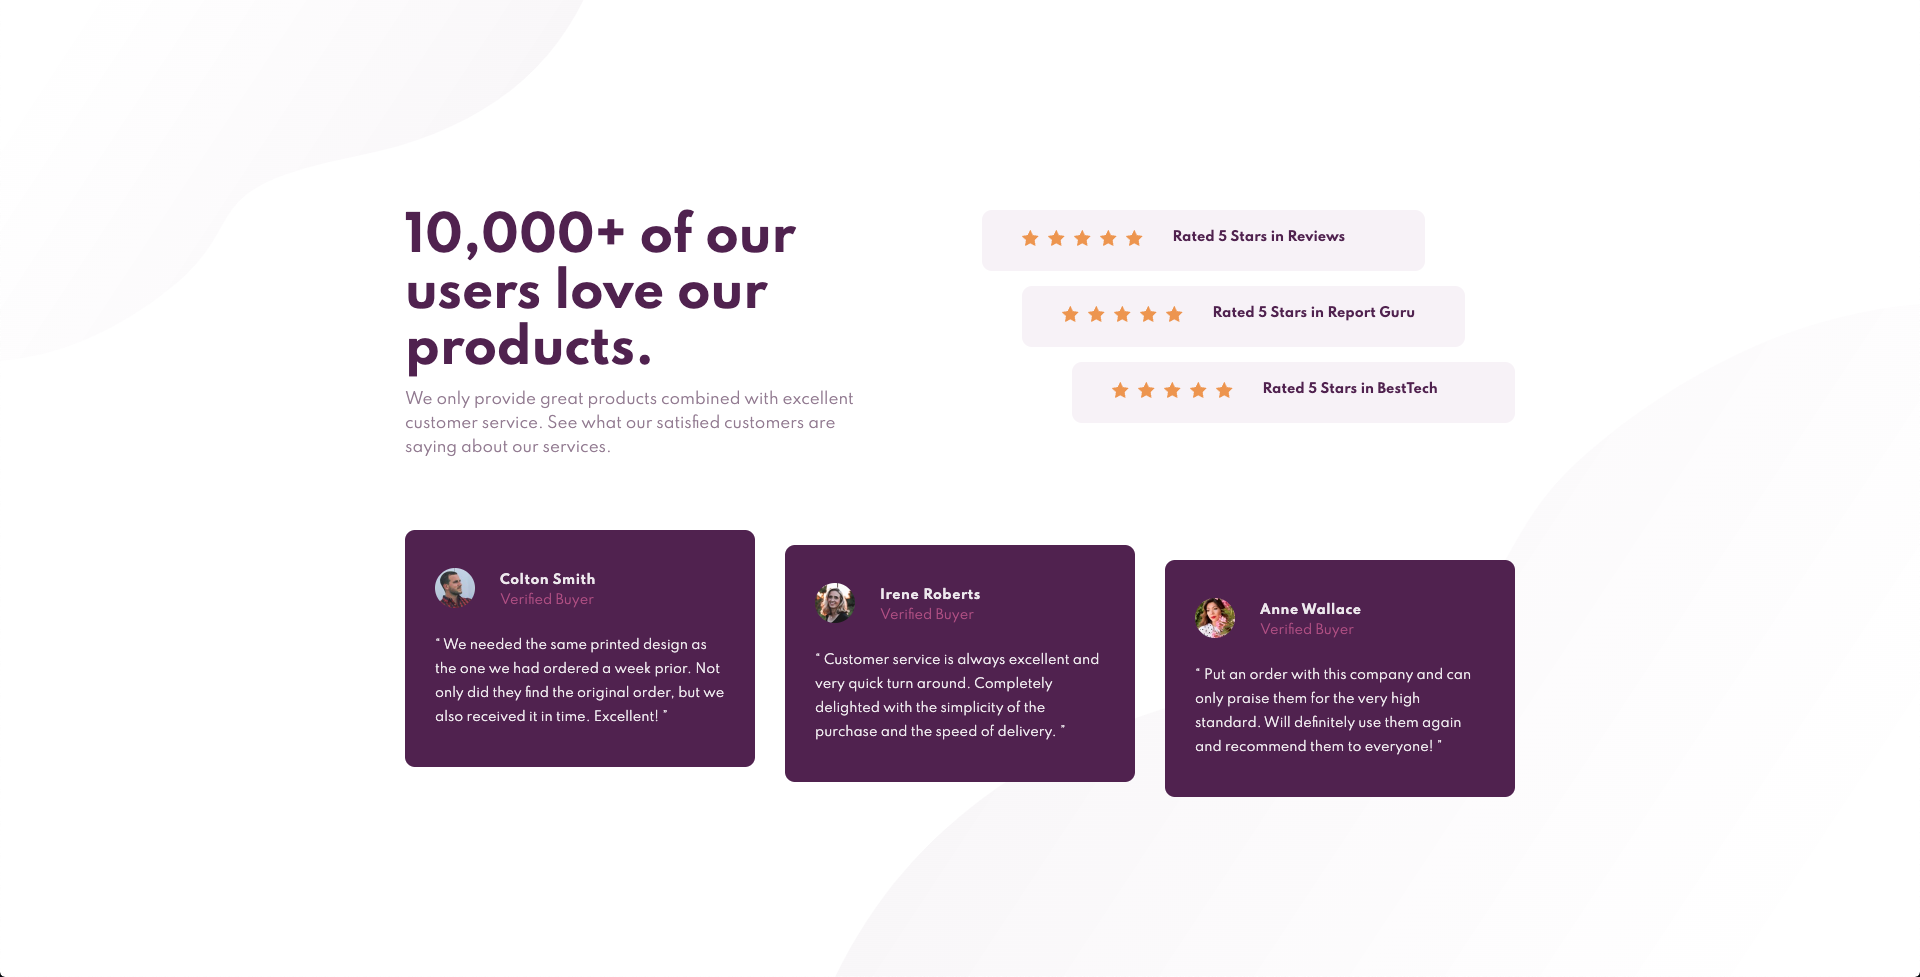 10,000+ of our
users love our
products.
We only provide great products combined with excellent
customer service. See what our satisfied customers are
saying about our services.
Rated 5 Stars in Reviews
Rated 5 Stars in Report Guru
Rated 5 Stars in BestTech
Colton Smith
Verified Buyer
“ We needed the same printed design as
the one we had ordered a week prior. Not
only did they find the original order, but we
also received it in time. Excellent! ”
Irene Roberts
Verified Buyer
“ Customer service is always excellent and
very quick turn around. Completely
delighted with the simplicity of the
purchase and the speed of delivery. ”
Anne Wallace
Verified Buyer
“ Put an order with this company and can
only praise them for the very high
standard. Will definitely use them again
and recommend them to everyone! ”